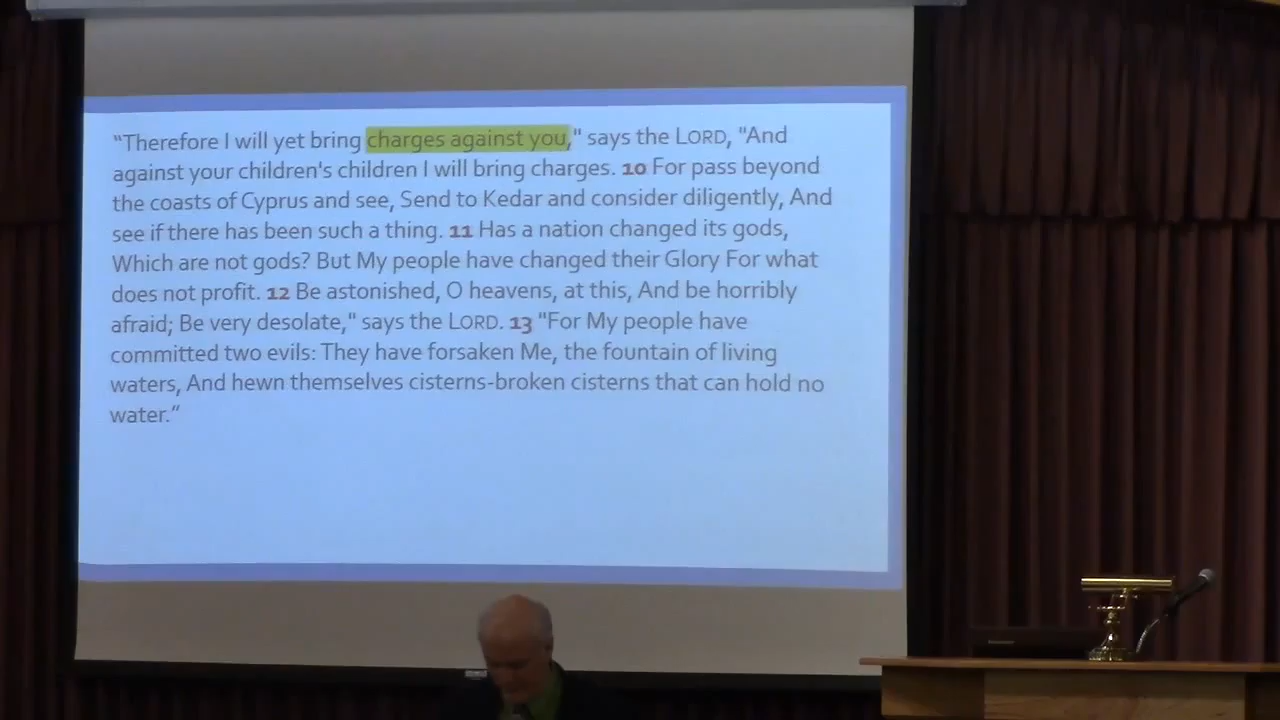 “Therefore I will yet bring charges against you," says the LORD, "And
against your children's children I will bring charges. 10 For pass beyond
the coasts of Cyprus and see, Send to Kedar and consider diligently, And
see if there has been such a thing. 11 Has a nation changed its gods,
Which are not gods? But My people have changed their Glory For what
does not profit. 12 Be astonished, O heavens, at this, And be horribly
afraid; Be very desolate," says the LORD. 13 "For My people have
committed two evils: They have forsaken Me, the fountain of living
waters, And hewn themselves cisterns-broken cisterns that can hold no
water.”